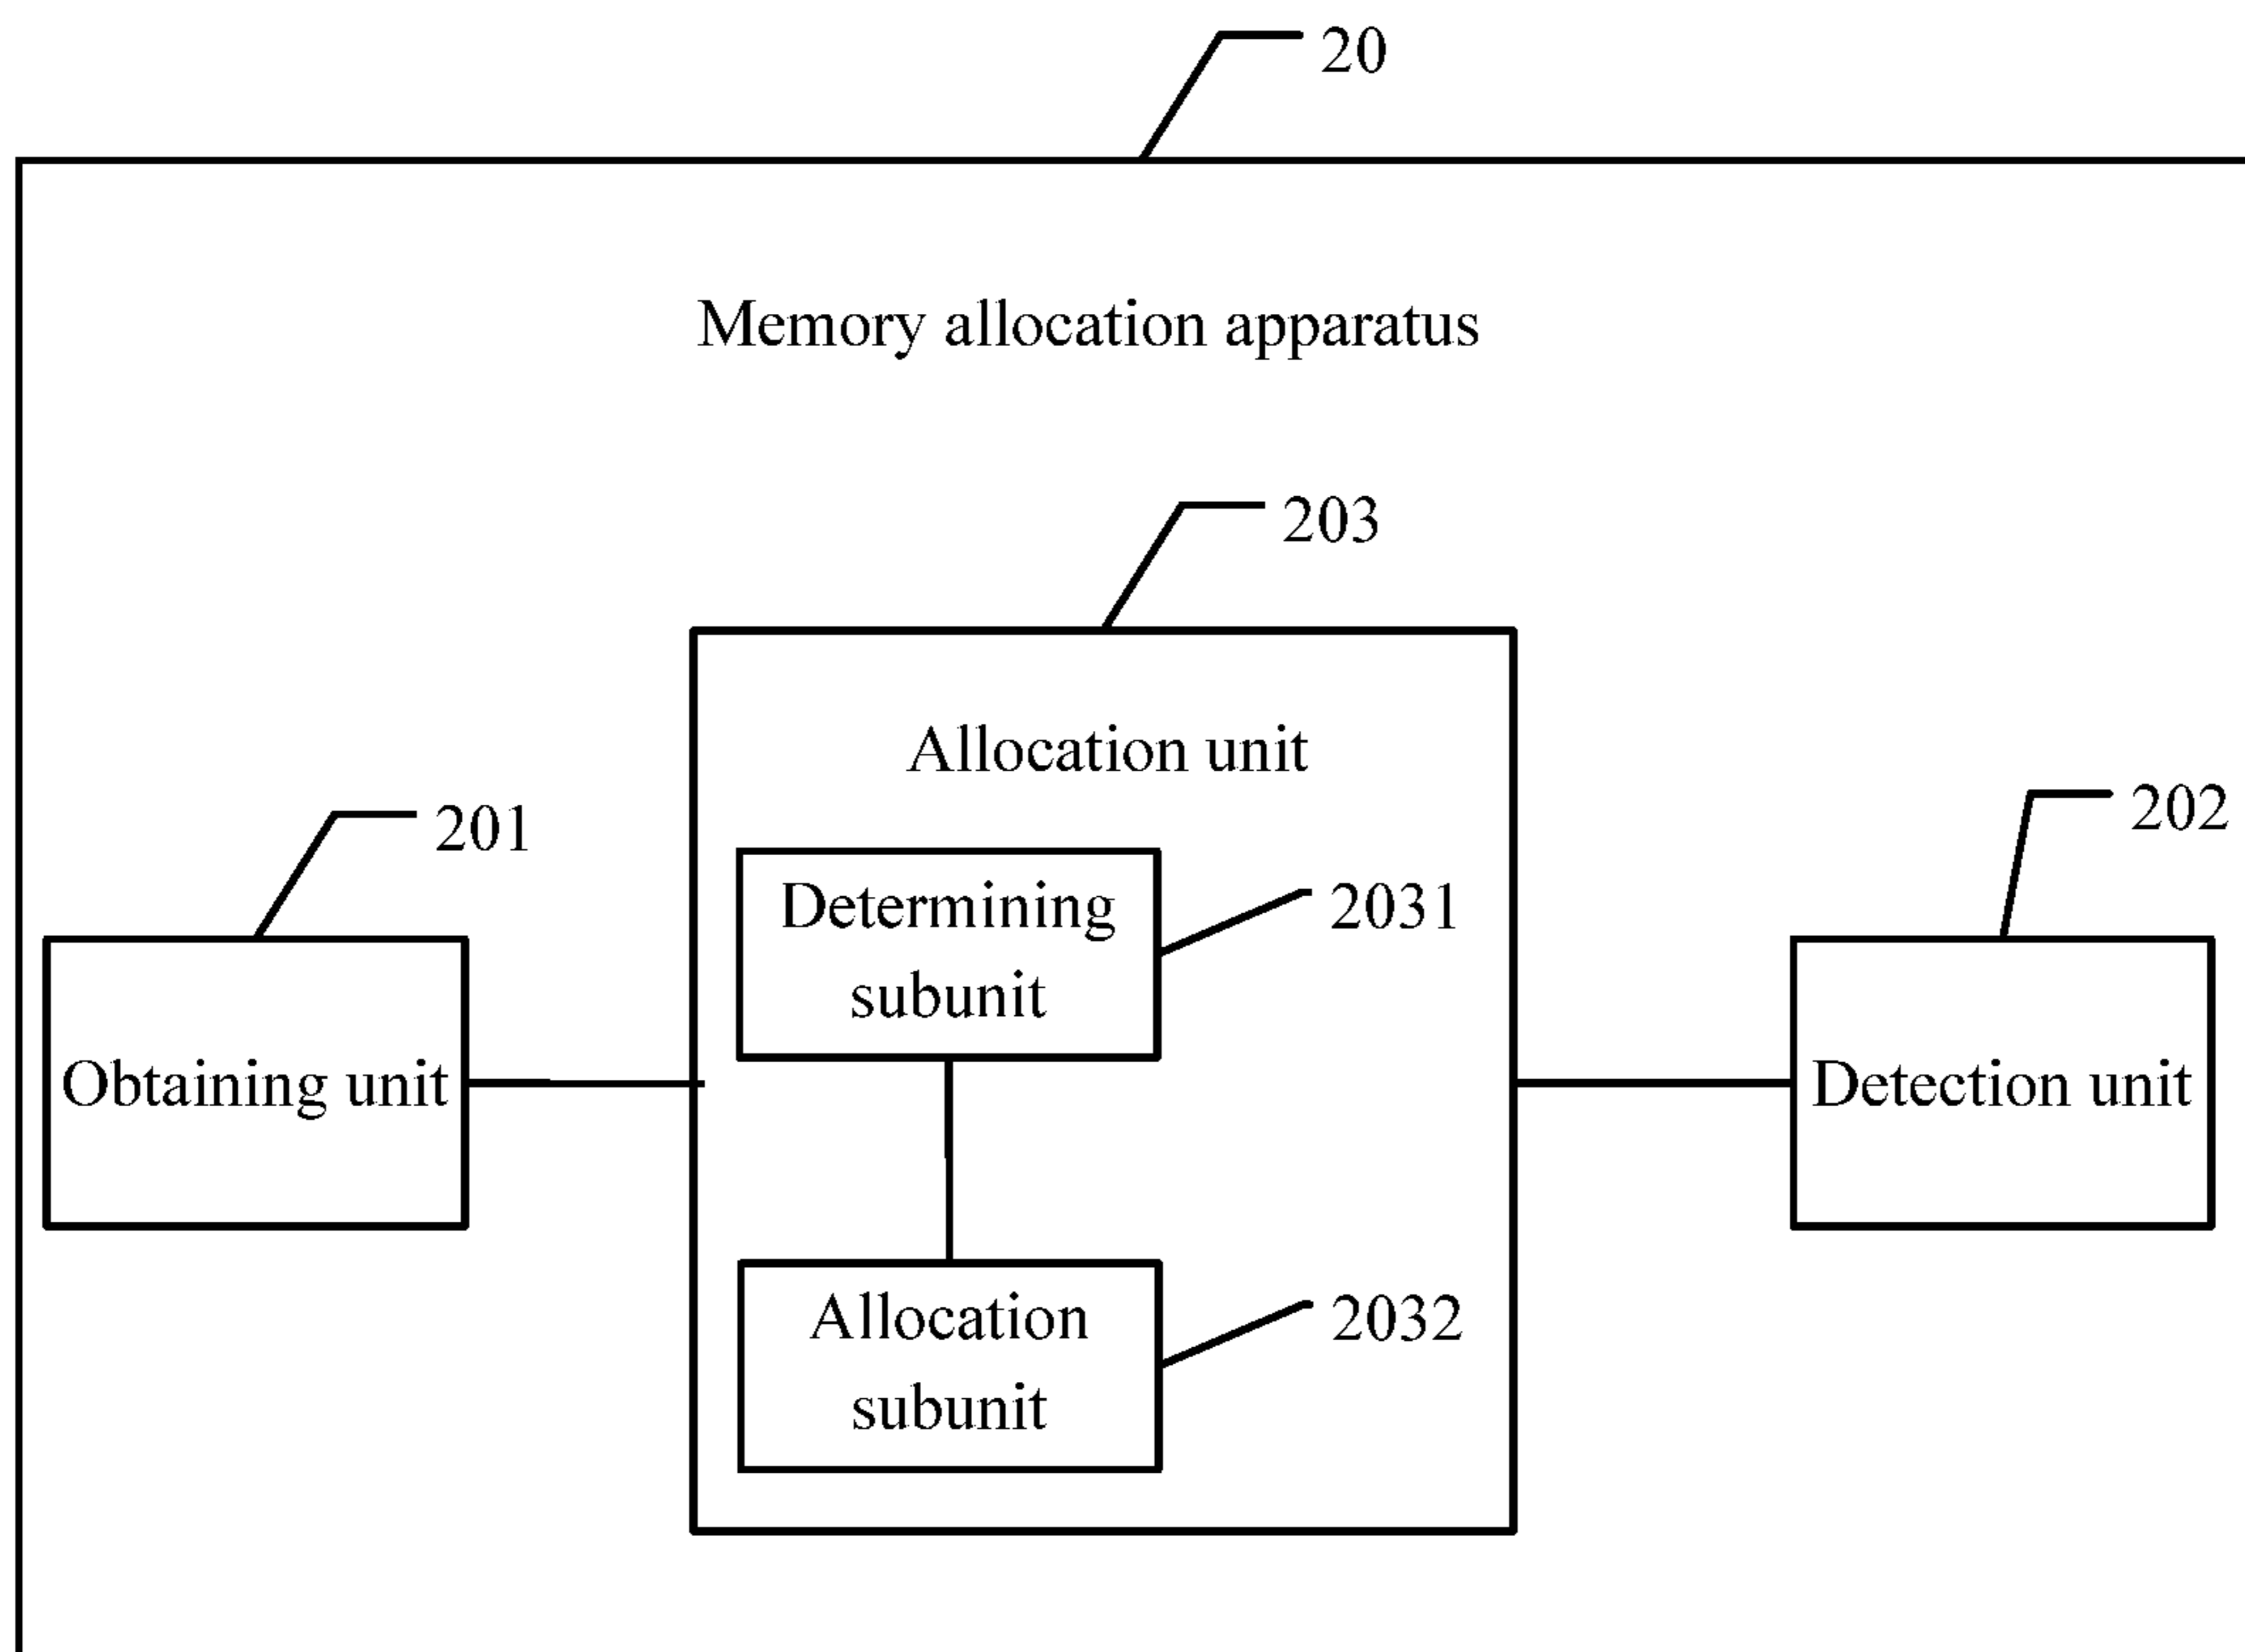 20
Memory allocation apparatus
203
Allocation unit
201
202
Determining
subunit
2031
Obtaining unit
Detection unit
Allocation
subunit
2032